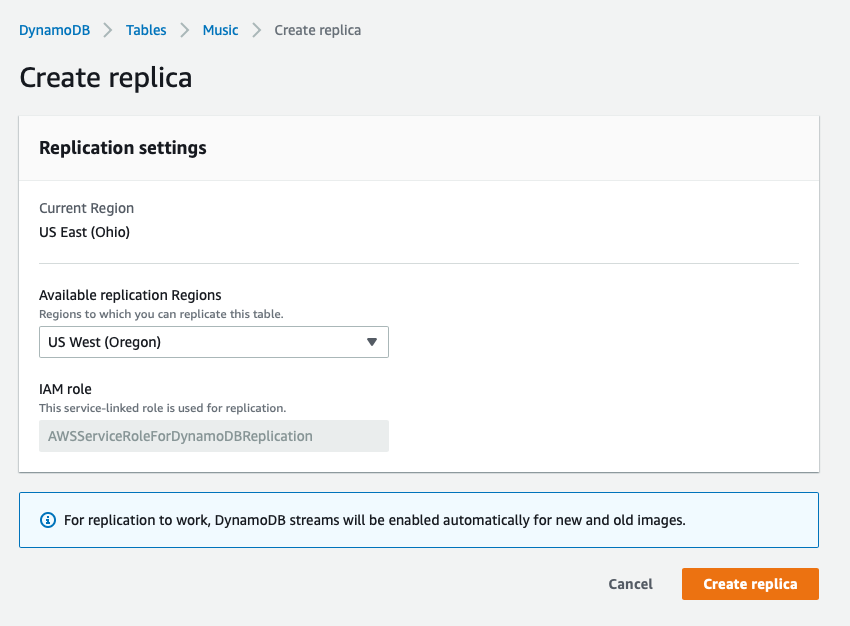 DynamoDB > Tables > Music > Create replica
Create replica
Replication settings
Current Region
US East (Ohio)
Available replication Regions
Regions to which you can replicate this table.
US West (Oregon)
IAM role
This service-linked role is used for replication.
AWSServiceRoleForDynamoDBReplication
For replication to work, DynamoDB streams will be enabled automatically for new and old images.
Cancel Create replica